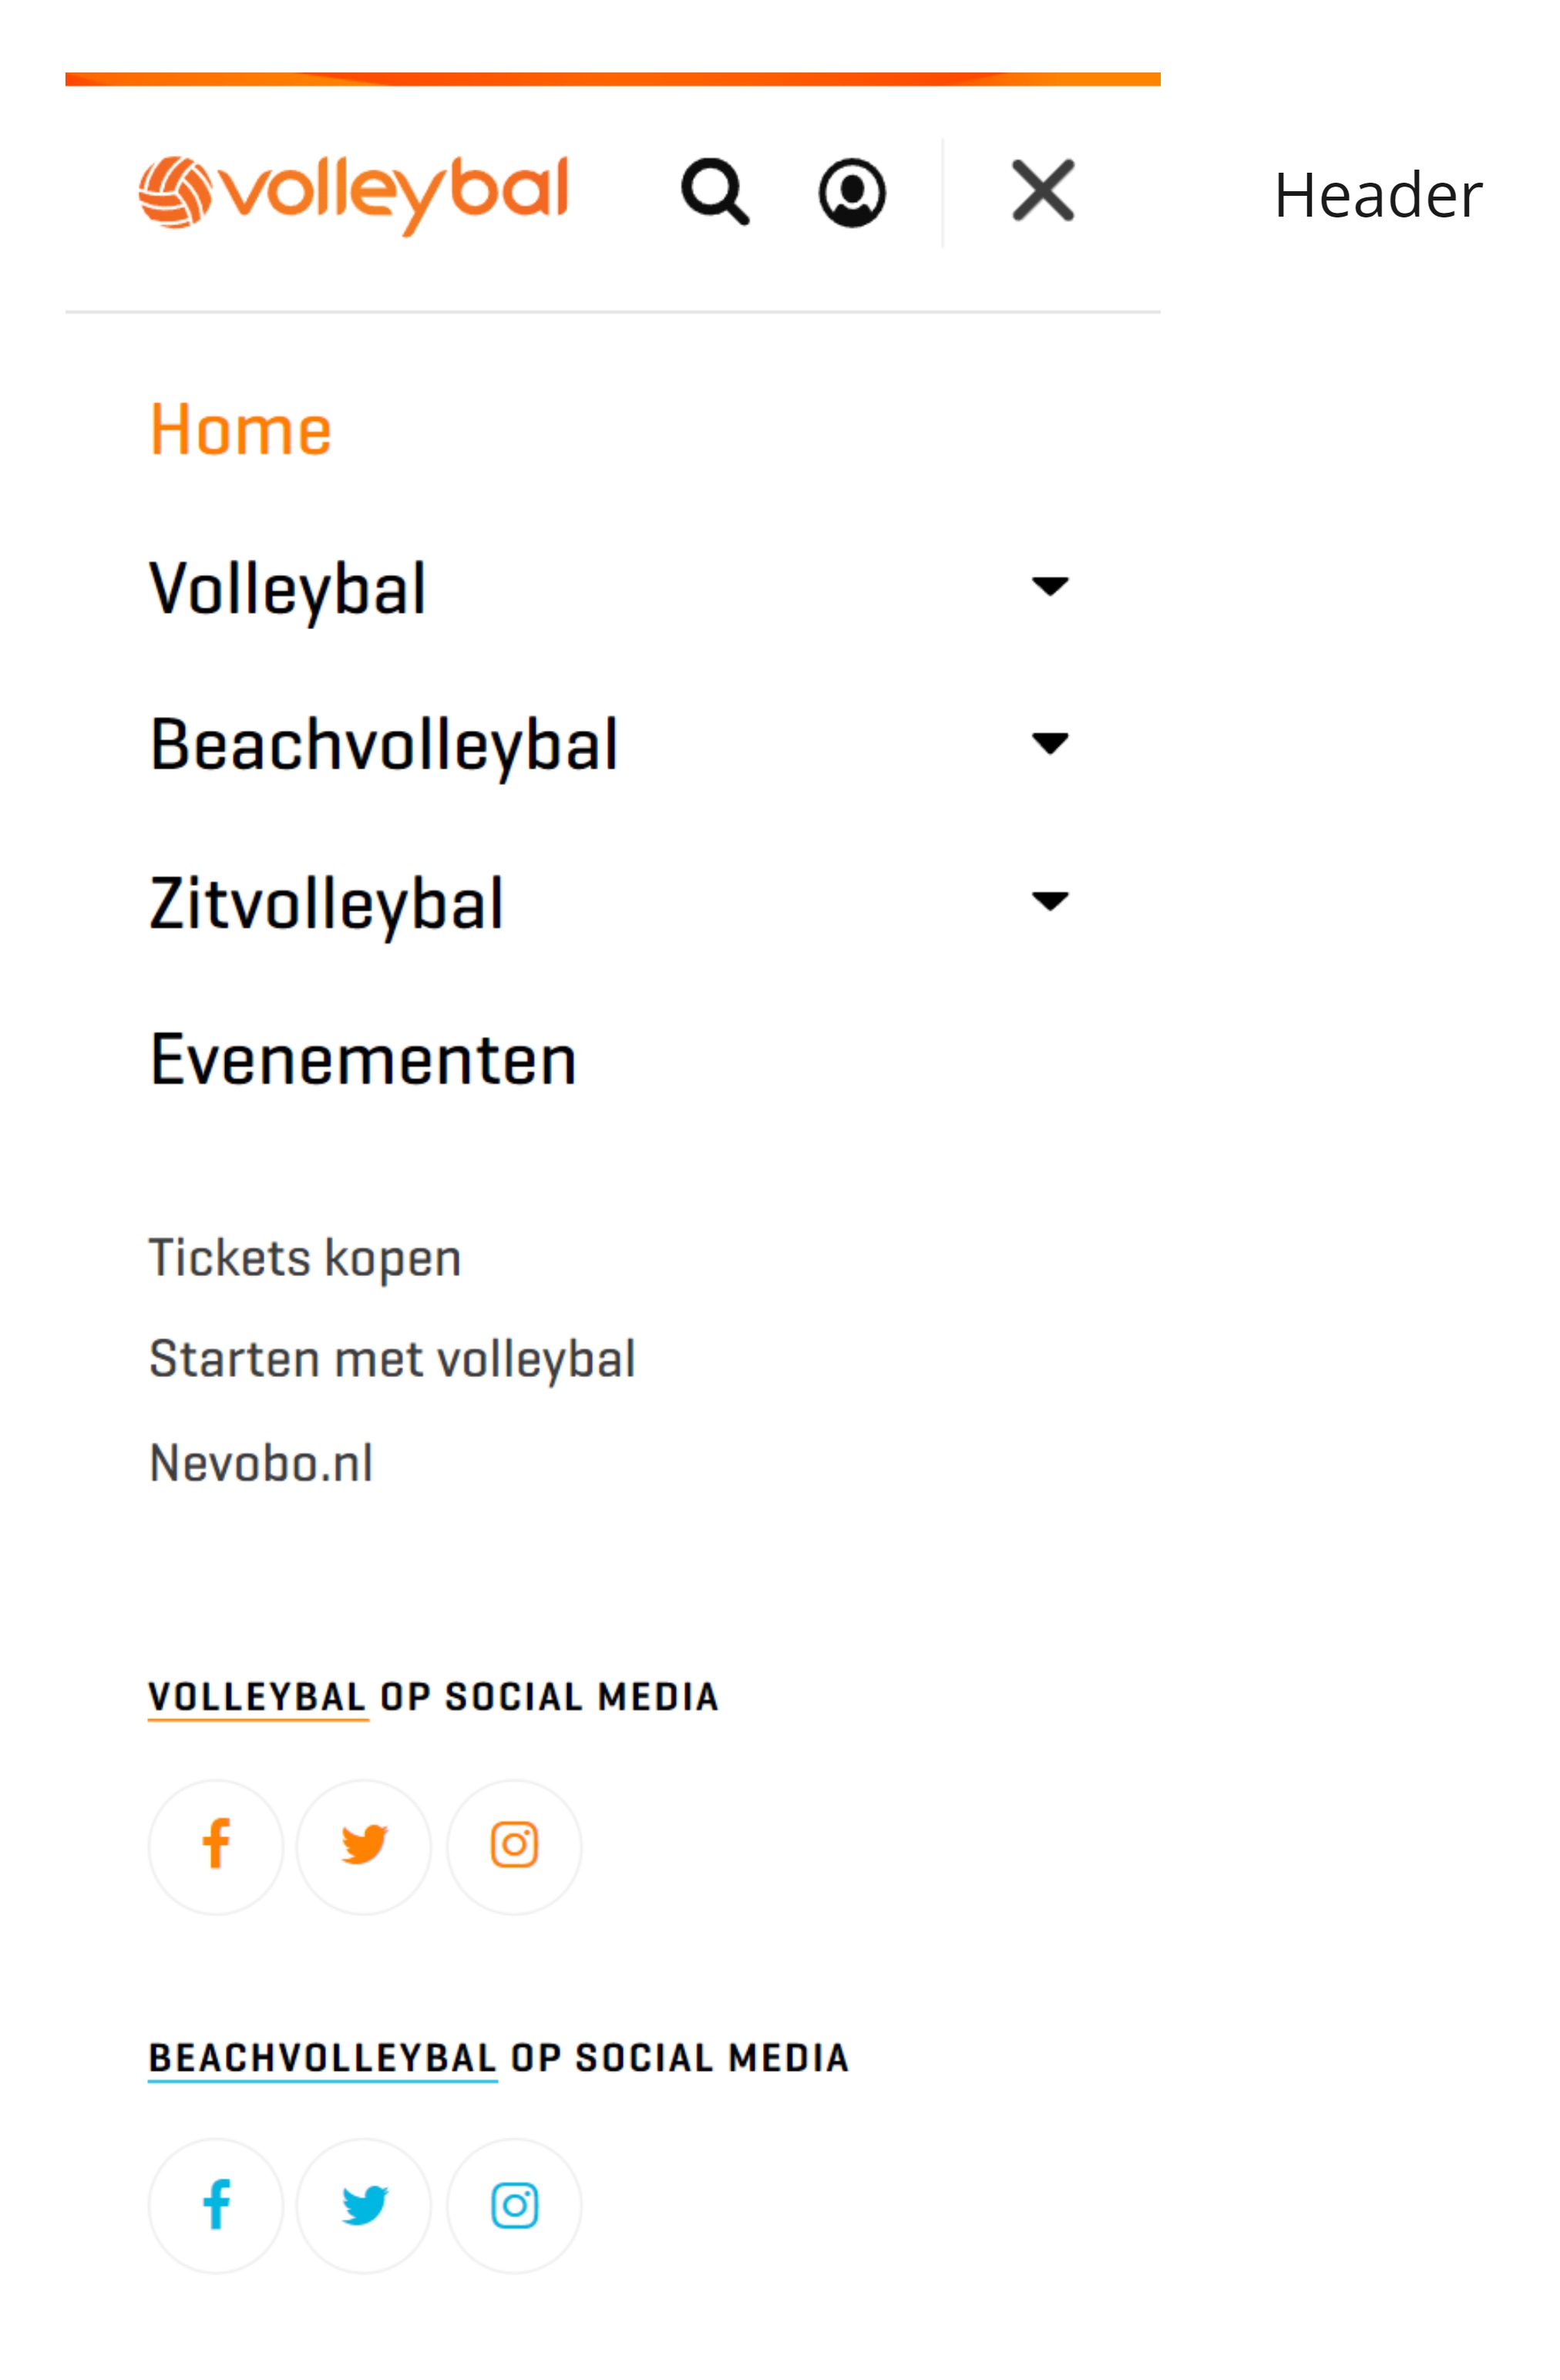 volleybal
Header
Home
Volleybal
Beachvolleybal
Zitvolleybal
Evenementen
Tickets kopen
Starten met volleybal
Nevobo.nl
VOLLEYBAL OP SOCIAL MEDIA
BEACHVOLLEYBAL OP SOCIAL MEDIA